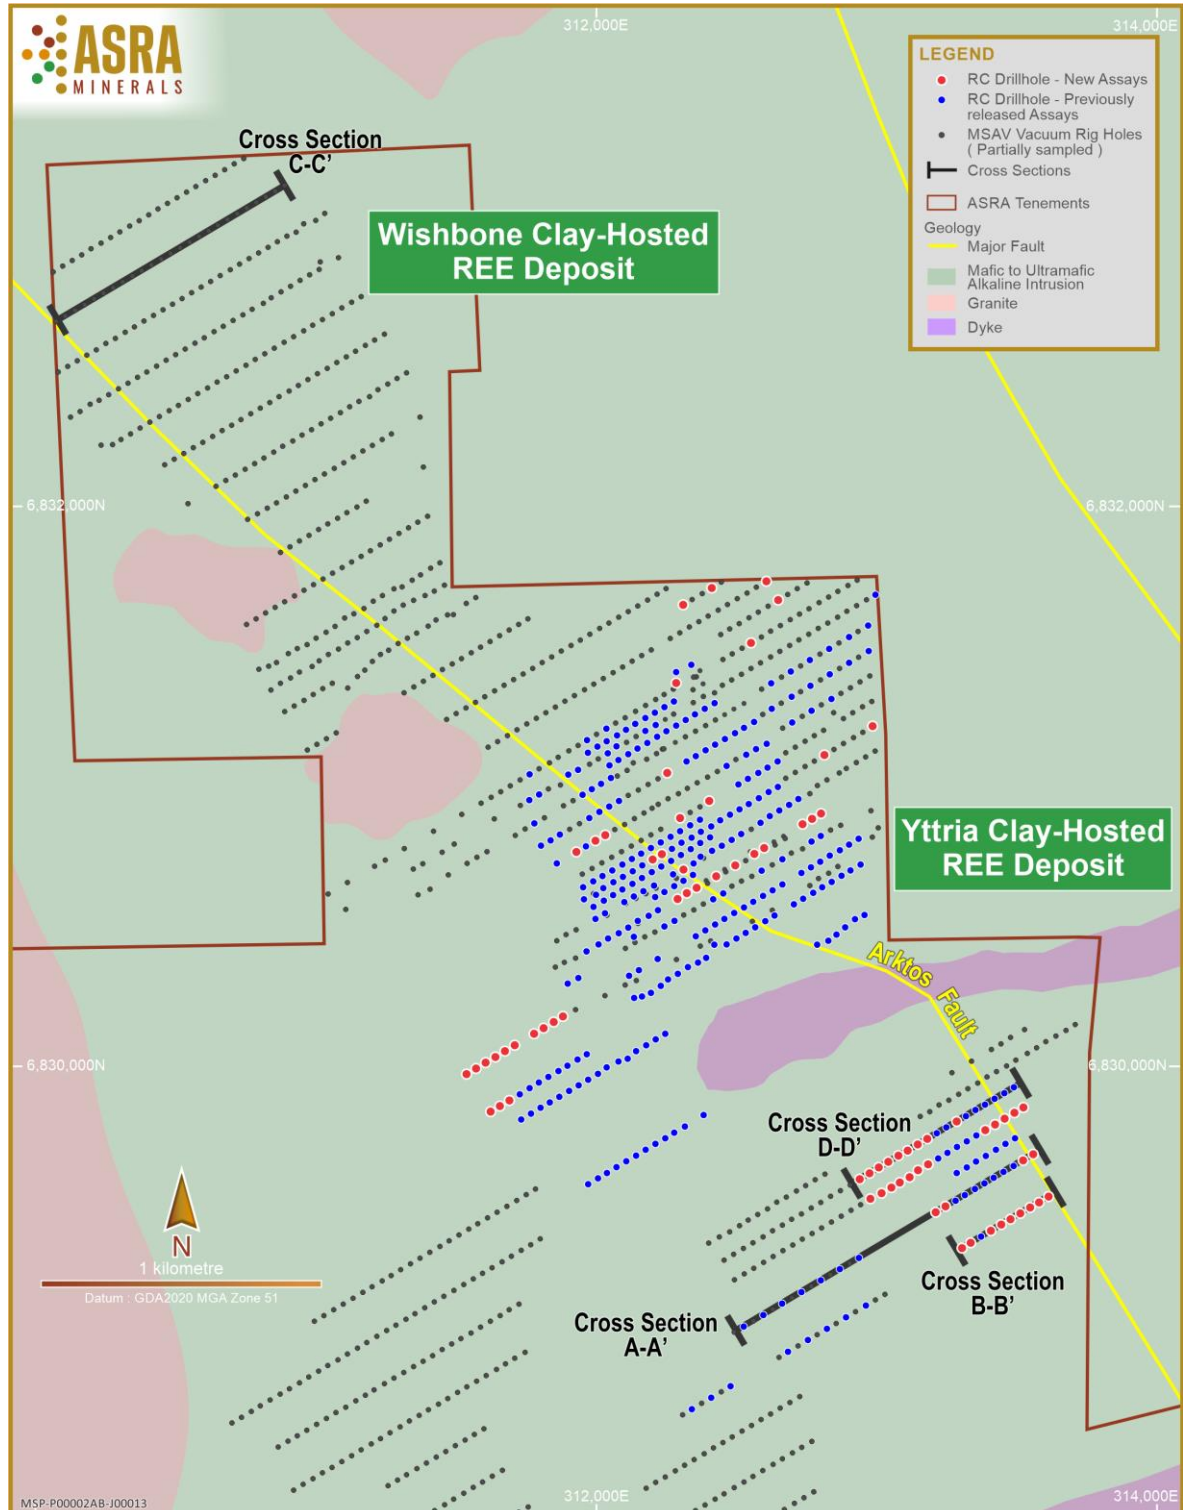 ASRA
MINERALS
312,000E
314,000E
LEGEND
RC Drillhole - New Assays
RC Drillhole - Previously
released Assays
MSAV Vacuum Rig Holes
( Partially sampled )
Cross Sections
ASRA Tenements
Geology
Major Fault
Mafic to Ultramafic
Alkaline Intrusion
Granite
Dyke
Cross Section
C-C’
Wishbone Clay-Hosted
REE Deposit
6,832,000N
6,832,000N
Yttria Clay-Hosted
REE Deposit
Arktos Fault
6,830,000N
6,830,000N
Cross Section
D-D’
N
1 kilometre
Datum : GDA2020 MGA Zone 51
Cross Section
B-B’
Cross Section
A-A’
312,000E
314,000E
MSP-P00002AB-J00013